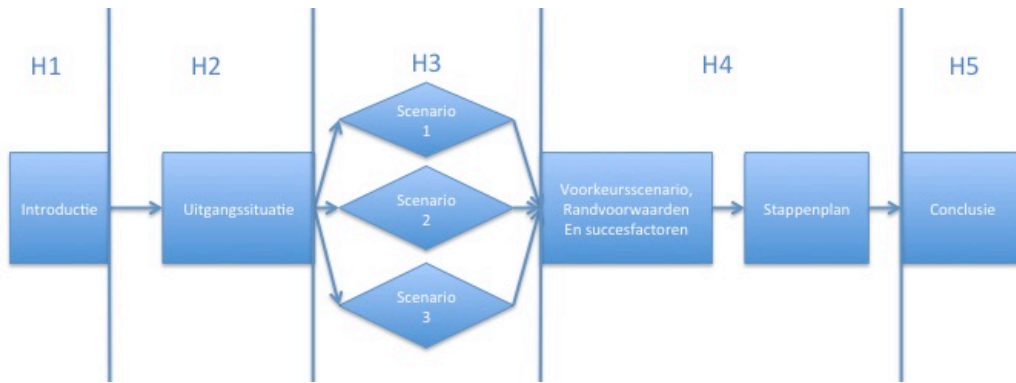 H1
H2
H3
H4
H5
Introductie
Uitgangssituatie
Scenario
1
Scenario
2
Scenario
3
Voorkeursscenario,
Randvoorwaarden
En succesfactoren
Stappenplan
Conclusie